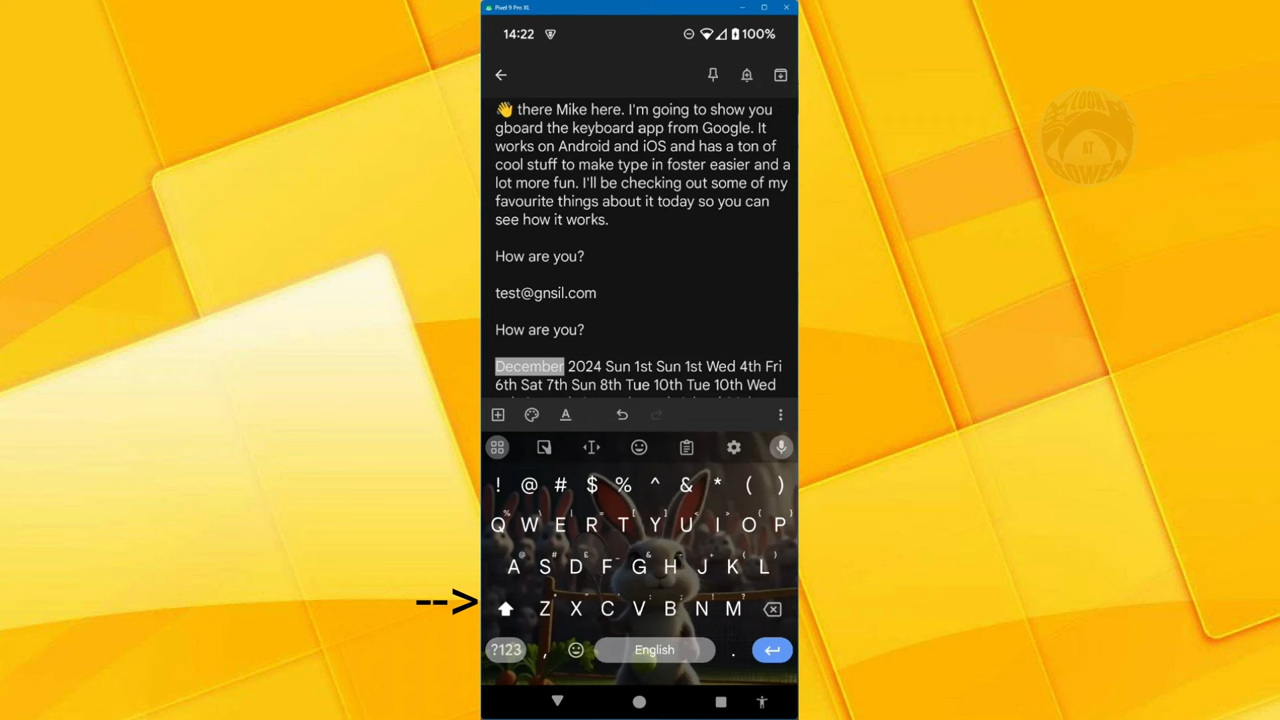 Pixel 9 Pro XL
14:22
100%
👋 there Mike here. I'm going to show you
gboard the keyboard app from Google. It
works on Android and iOS and has a ton of
cool stuff to make type in foster easier and a
lot more fun. I'll be checking out some of my
favourite things about it today so you can
see how it works.
How are you?
test@gnsil.com
How are you?
December 2024 Sun 1st Sun 1st Wed 4th Fri
6th Sat 7th Sun 8th Tue 10th Tue 10th Wed
! @ # $ % ^ & * ( )
Q W E R T Y U I O P
A S D F G H J K L
--> Z X C V B N M
?123 , English .